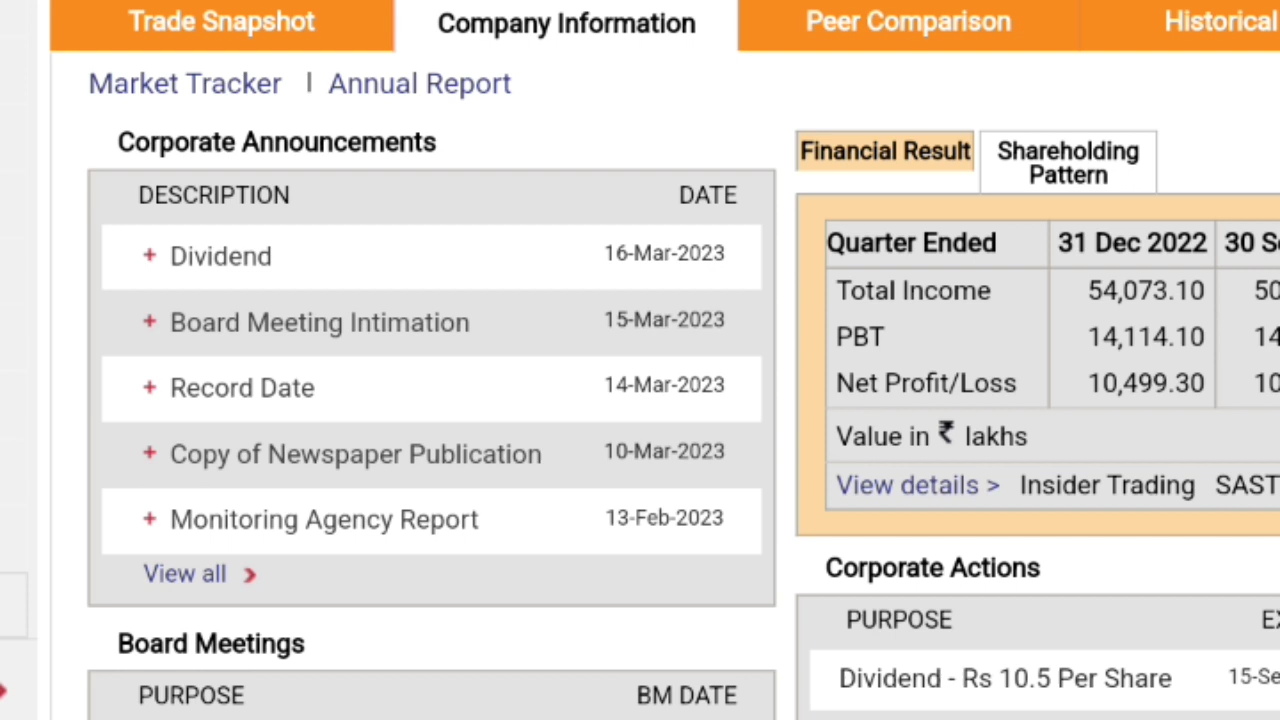 Trade Snapshot Company Information Peer Comparison Historical
Market Tracker | Annual Report
Corporate Announcements
DESCRIPTION DATE
+ Dividend 16-Mar-2023
+ Board Meeting Intimation 15-Mar-2023
+ Record Date 14-Mar-2023
+ Copy of Newspaper Publication 10-Mar-2023
+ Monitoring Agency Report 13-Feb-2023
View all >
Board Meetings
PURPOSE BM DATE
Financial Result
Shareholding
Pattern
Quarter Ended 31 Dec 2022 30
Total Income 54,073.10
PBT 14,114.10
Net Profit/Loss 10,499.30
Value in ₹ lakhs
View details > Insider Trading SAST
Corporate Actions
PURPOSE
Dividend - Rs 10.5 Per Share